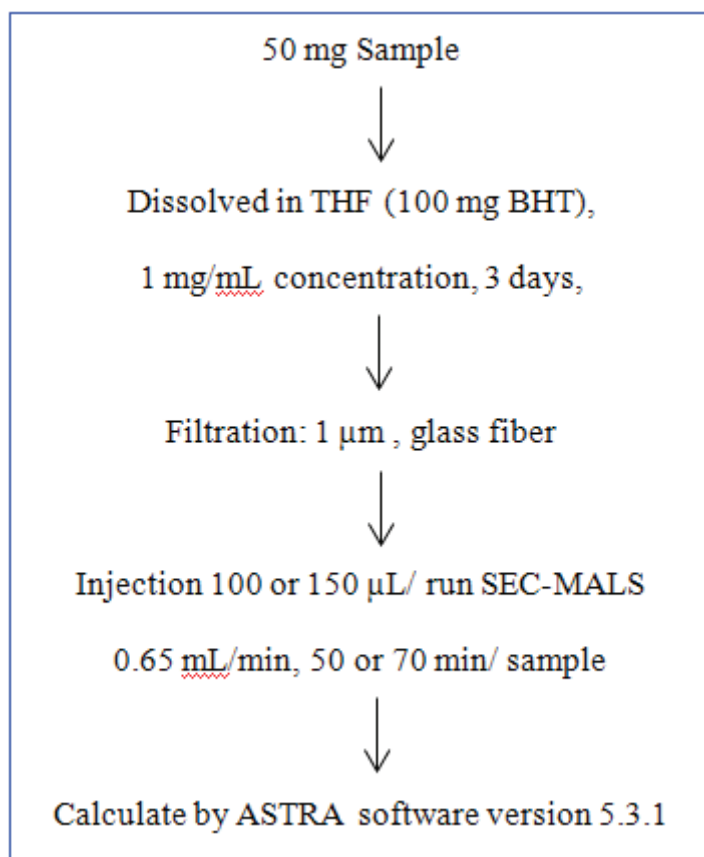 50 mg Sample
Dissolved in THF (100 mg BHT),
1 mg/mL concentration, 3 days,
Filtration: 1 µm , glass fiber
Injection 100 or 150 µL/ run SEC-MALS
0.65 mL/min, 50 or 70 min/ sample
Calculate by ASTRA software version 5.3.1